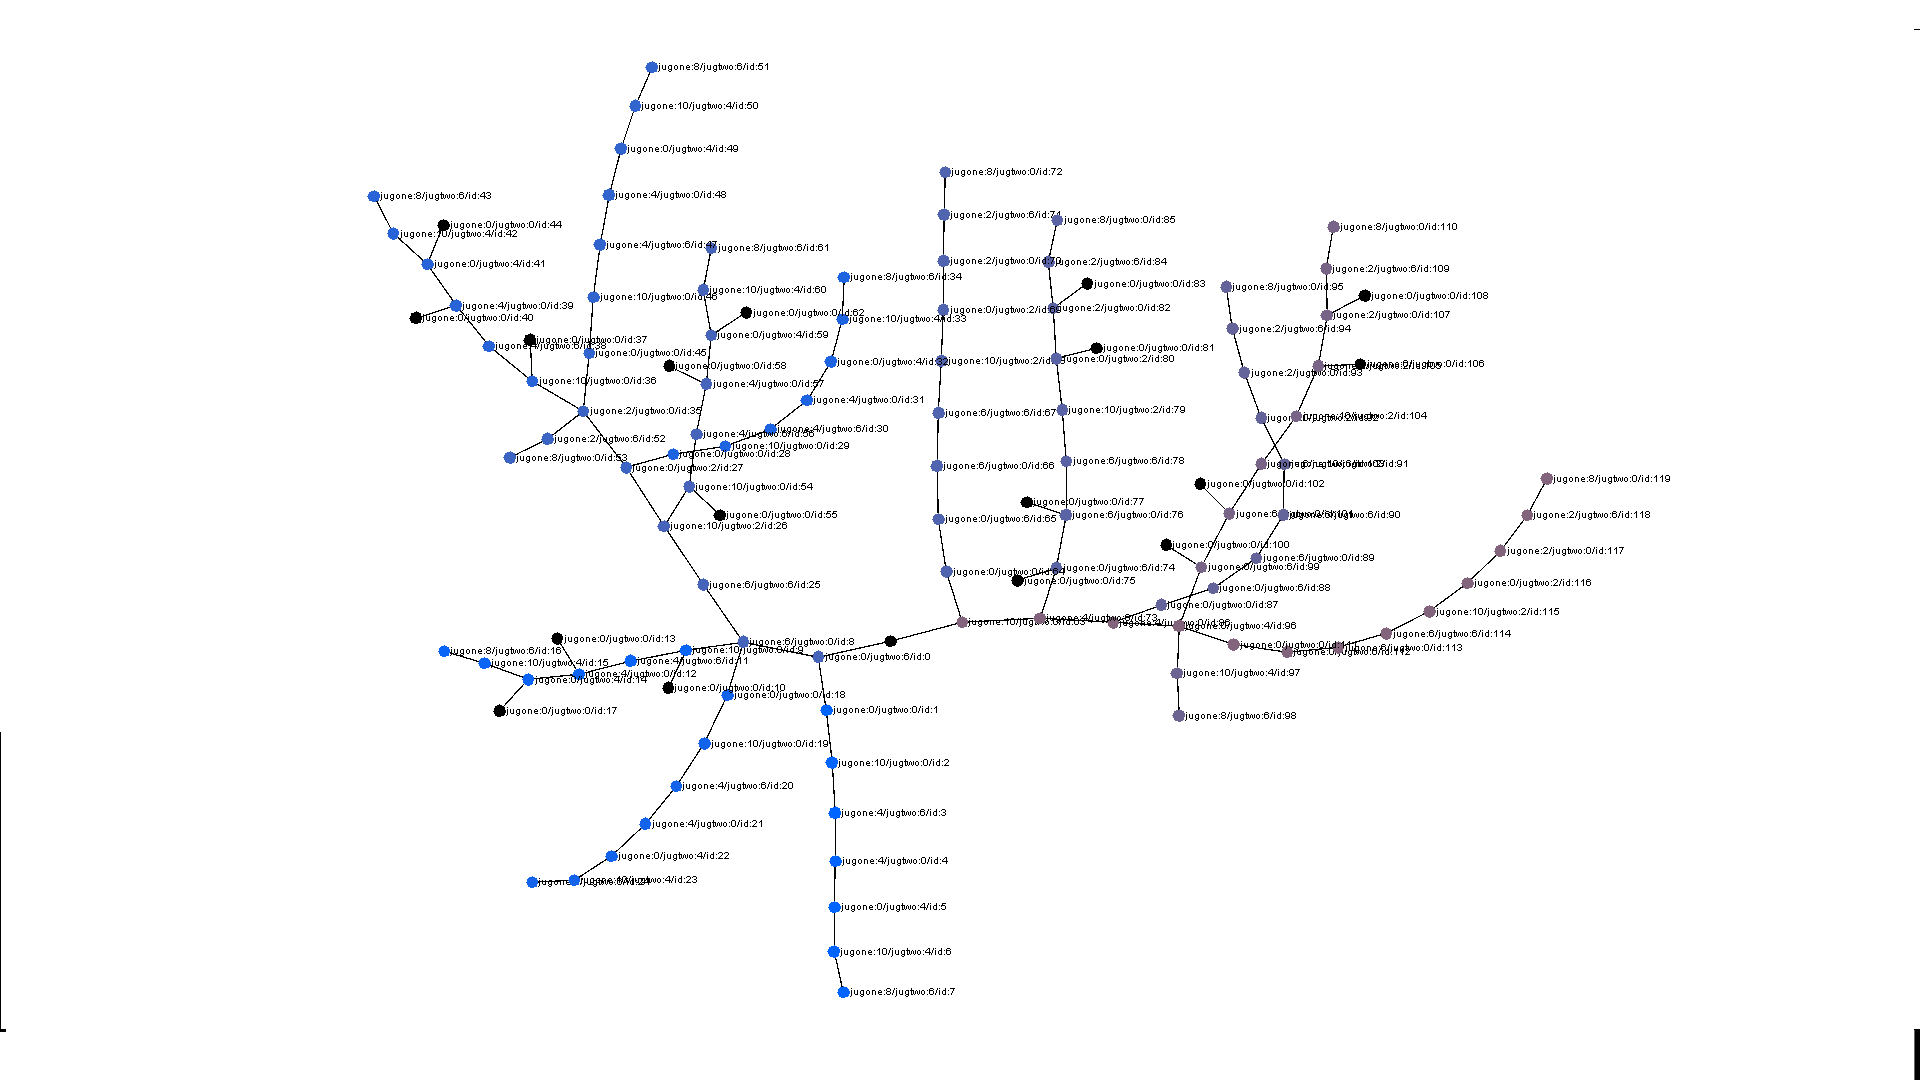 jugone:8/jugtwo:6/id:51
jugone:10/jugtwo:4/id:50
jugone:0/jugtwo:4/id:49
jugone:8/jugtwo:0/id:72
jugone:4/jugtwo:0/id:48
jugone:8/jugtwo:6/id:43
jugone:2/jugtwo:6/id:71
jugone:8/jugtwo:0/id:85
jugone:0/jugtwo:0/id:44
jugone:8/jugtwo:0/id:110
jugone:10/jugtwo:4/id:42
jugone:4/jugtwo:6/id:47
jugone:8/jugtwo:6/id:61
jugone:2/jugtwo:0/id:70
jugone:2/jugtwo:6/id:84
jugone:0/jugtwo:4/id:41
jugone:2/jugtwo:6/id:109
jugone:8/jugtwo:6/id:34
jugone:0/jugtwo:0/id:83
jugone:8/jugtwo:0/id:95
jugone:10/jugtwo:4/id:60
jugone:10/jugtwo:0/id:46
jugone:0/jugtwo:0/id:108
jugone:4/jugtwo:0/id:39
jugone:2/jugtwo:0/id:82
jugone:0/jugtwo:2/id:69
jugone:0/jugtwo:0/id:62
jugone:2/jugtwo:0/id:107
jugone:0/jugtwo:0/id:40
jugone:10/jugtwo:4/id:33
jugone:2/jugtwo:6/id:94
jugone:0/jugtwo:4/id:59
jugone:0/jugtwo:0/id:37
jugone:4/jugtwo:6/id:38
jugone:0/jugtwo:0/id:81
jugone:0/jugtwo:0/id:45
jugone:0/jugtwo:2/id:80
jugone:10/jugtwo:2/id:68
jugone:0/jugtwo:4/id:32
jugone:0/jugtwo:0/id:106
jugone:0/jugtwo:0/id:58
jugone:2/jugtwo:0/id:93
jugone:10/jugtwo:0/id:36
jugone:4/jugtwo:0/id:57
jugone:4/jugtwo:0/id:31
jugone:10/jugtwo:2/id:79
jugone:2/jugtwo:0/id:35
jugone:6/jugtwo:6/id:67
jugone:10/jugtwo:2/id:104
jugone:4/jugtwo:6/id:30
jugone:4/jugtwo:6/id:56
jugone:2/jugtwo:6/id:52
jugone:10/jugtwo:0/id:29
jugone:0/jugtwo:0/id:28
jugone:8/jugtwo:0/id:53
jugone:6/jugtwo:6/id:78
jugone:10/jugtwo:2/id:91
jugone:6/jugtwo:0/id:66
jugone:0/jugtwo:2/id:27
jugone:8/jugtwo:0/id:119
jugone:0/jugtwo:0/id:102
jugone:10/jugtwo:0/id:54
jugone:0/jugtwo:0/id:77
jugone:0/jugtwo:0/id:55
jugone:6/jugtwo:0/id:76
jugone:6/jugtwo:6/id:90
jugone:2/jugtwo:6/id:118
jugone:0/jugtwo:6/id:65
jugone:10/jugtwo:2/id:26
jugone:0/jugtwo:0/id:100
jugone:2/jugtwo:0/id:117
jugone:6/jugtwo:0/id:89
jugone:0/jugtwo:6/id:74
jugone:0/jugtwo:6/id:99
jugone:0/jugtwo:0/id:64
jugone:0/jugtwo:0/id:75
jugone:0/jugtwo:2/id:116
jugone:6/jugtwo:6/id:25
jugone:0/jugtwo:6/id:88
jugone:0/jugtwo:0/id:87
jugone:10/jugtwo:2/id:115
jugone:4/jugtwo:6/id:73
jugone:10/jugtwo:0/id:63
jugone:0/jugtwo:4/id:96
jugone:6/jugtwo:6/id:114
jugone:0/jugtwo:0/id:13
jugone:6/jugtwo:0/id:8
jugone:6/jugtwo:0/id:113
jugone:10/jugtwo:0/id:9
jugone:8/jugtwo:6/id:16
jugone:0/jugtwo:6/id:112
jugone:0/jugtwo:6/id:0
jugone:4/jugtwo:6/id:11
jugone:10/jugtwo:4/id:15
jugone:10/jugtwo:4/id:97
jugone:4/jugtwo:0/id:12
jugone:0/jugtwo:4/id:14
jugone:0/jugtwo:0/id:10
jugone:0/jugtwo:0/id:18
jugone:0/jugtwo:0/id:17
jugone:0/jugtwo:0/id:1
jugone:8/jugtwo:6/id:98
jugone:10/jugtwo:0/id:19
jugone:10/jugtwo:0/id:2
jugone:4/jugtwo:6/id:20
jugone:4/jugtwo:6/id:3
jugone:4/jugtwo:0/id:21
jugone:0/jugtwo:4/id:22
jugone:4/jugtwo:0/id:4
jugone:10/jugtwo:4/id:23
jugone:0/jugtwo:4/id:5
jugone:10/jugtwo:4/id:6
jugone:8/jugtwo:6/id:7